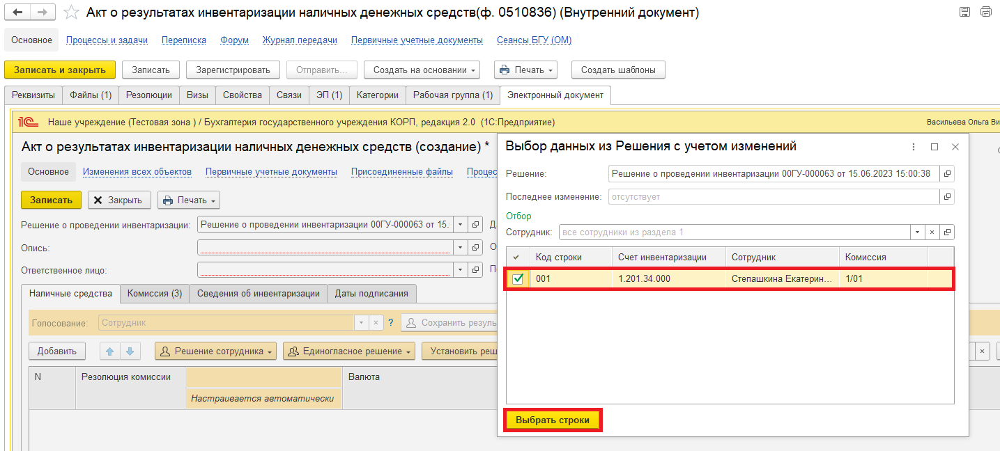 Акт о результатах инвентаризации наличных денежных средств(ф. 0510836) (Внутренний документ)
Основное Процессы и задачи Переписка Форум Журнал передачи Первичные учетные документы Сеансы БГУ (ОМ)
Записать и закрыть Записать Зарегистрировать Отправить... Создать на основании Печать Создать шаблоны
Реквизиты Файлы (1) Резолюции Визы Свойства Связи ЭП (1) Категории Рабочая группа (1) Электронный документ
1С Наше учреждение (Тестовая зона ) / Бухгалтерия государственного учреждения КОРП, редакция 2.0 (1С:Предприятие) Васильева Ольга Ви
Акт о результатах инвентаризации наличных денежных средств (создание) *
Основное Изменения всех объектов Первичные учетные документы Присоединенные файлы Процес
Записать Закрыть Печать
Решение о проведении инвентаризации: Решение о проведении инвентаризации 00ГУ-000063 от 15.
Опись:
Ответственное лицо:
Наличные средства Комиссия (3) Сведения об инвентаризации Даты подписания
Голосование: Сотрудник ? Сохранить резуль
Добавить Решение сотрудника Единогласное решение Установить реш
N Резолюция комиссии Валюта
Настраивается автоматически
Выбор данных из Решения с учетом изменений
Решение: Решение о проведении инвентаризации 00ГУ-000063 от 15.06.2023 15:00:38
Последнее изменение: отсутствует
Отбор
Сотрудник: все сотрудники из раздела 1
Код строки Счет инвентаризации Сотрудник Комиссия
001 1.201.34.000 Степашкина Екатерин... 1/01
Выбрать строки